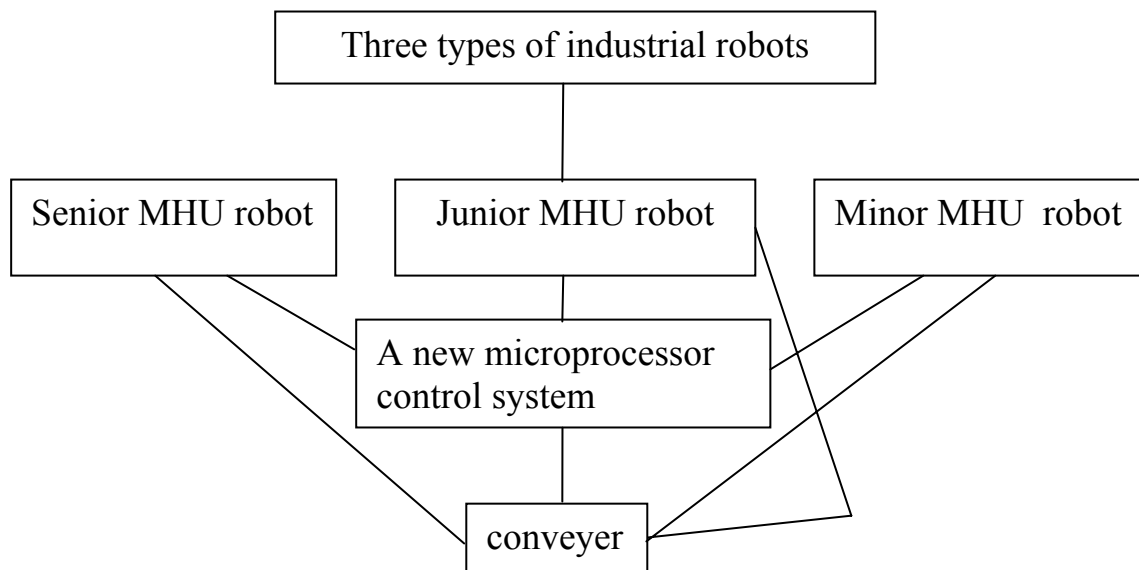 Three types of industrial robots
Senior MHU robot
Junior MHU robot
Minor MHU robot
A new microprocessor
control system
conveyer